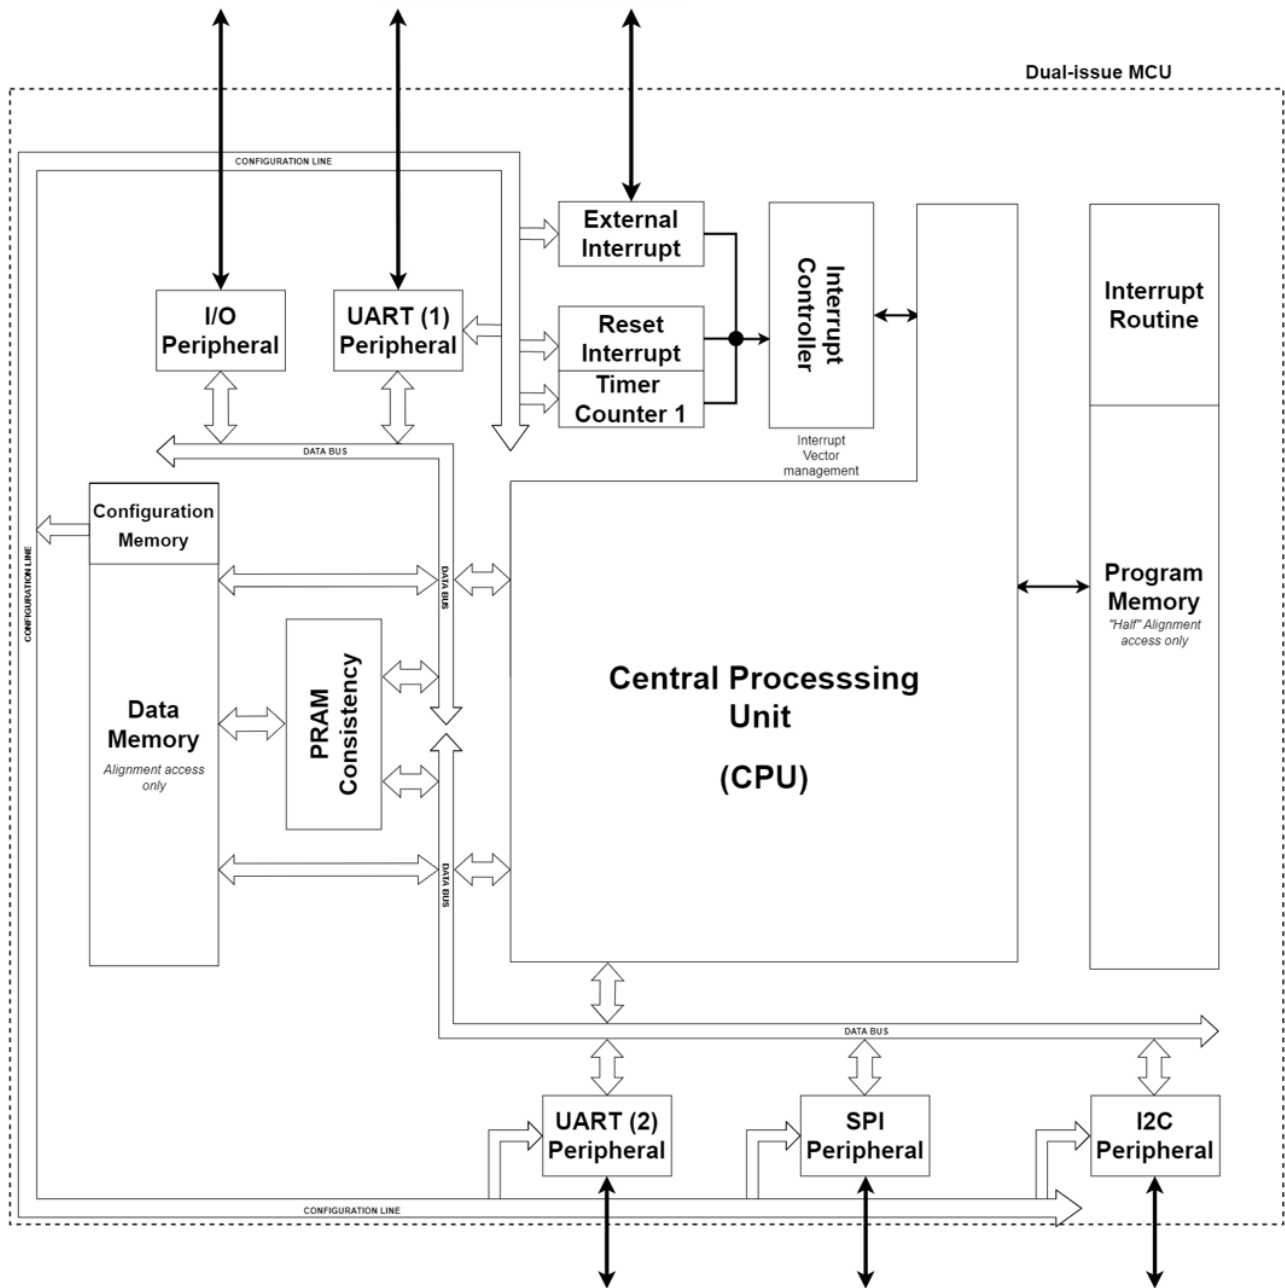 Dual-issue MCU
CONFIGURATION LINE
External
Interrupt
Interrupt
Controller
Interrupt
Routine
I/O
Peripheral
UART (1)
Peripheral
Reset
Interrupt
Timer
Counter 1
Interrupt
Vector
management
DATA BUS
Configuration
Memory
CONFIGURATION LINE
DATA BUS
Program
Memory
"Half" Alignment
access only
Central Processsing
Unit
(CPU)
PRAM
Consistency
Data
Memory
Alignment access
only
DATA BUS
DATA BUS
UART (2)
Peripheral
SPI
Peripheral
I2C
Peripheral
CONFIGURATION LINE